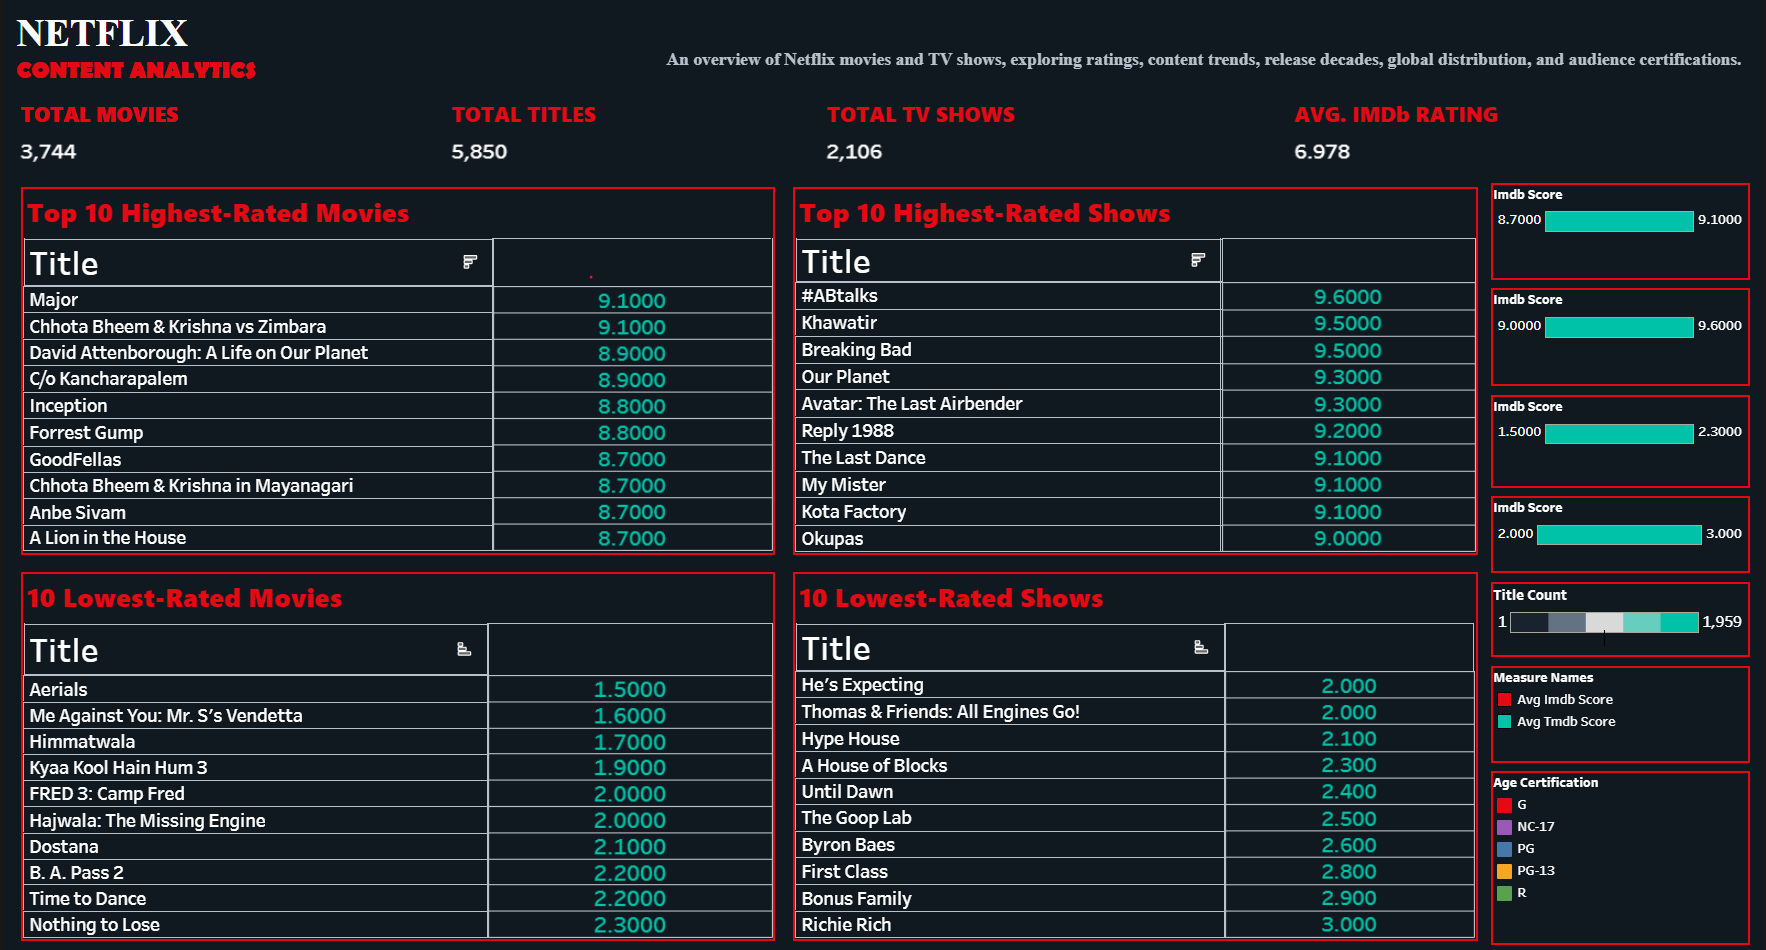 NETFLIX
CONTENT ANALYTICS
An overview of Netflix movies and TV shows, exploring ratings, content trends, release decades, global distribution, and audience certifications.
TOTAL MOVIES
3,744
TOTAL TITLES
5,850
TOTAL TV SHOWS
2,106
AVG. IMDb RATING
6.978
Top 10 Highest-Rated Movies
Title
Major 9.1000
Chhota Bheem & Krishna vs Zimbara 9.1000
David Attenborough: A Life on Our Planet 8.9000
C/o Kancharapalem 8.9000
Inception 8.8000
Forrest Gump 8.8000
GoodFellas 8.7000
Chhota Bheem & Krishna in Mayanagari 8.7000
Anbe Sivam 8.7000
A Lion in the House 8.7000
Top 10 Highest-Rated Shows
Title
#ABtalks 9.6000
Khawatir 9.5000
Breaking Bad 9.5000
Our Planet 9.3000
Avatar: The Last Airbender 9.3000
Reply 1988 9.2000
The Last Dance 9.1000
My Mister 9.1000
Kota Factory 9.1000
Okupas 9.0000
10 Lowest-Rated Movies
Title
Aerials 1.5000
Me Against You: Mr. S's Vendetta 1.6000
Himmatwala 1.7000
Kyaa Kool Hain Hum 3 1.9000
FRED 3: Camp Fred 2.0000
Hajwala: The Missing Engine 2.0000
Dostana 2.1000
B. A. Pass 2 2.2000
Time to Dance 2.2000
Nothing to Lose 2.3000
10 Lowest-Rated Shows
Title
He's Expecting 2.000
Thomas & Friends: All Engines Go! 2.000
Hype House 2.100
A House of Blocks 2.300
Until Dawn 2.400
The Goop Lab 2.500
Byron Baes 2.600
First Class 2.800
Bonus Family 2.900
Richie Rich 3.000
Imdb Score
8.7000 9.1000
Imdb Score
9.0000 9.6000
Imdb Score
1.5000 2.3000
Imdb Score
2.000 3.000
Title Count
1 1,959
Measure Names
Avg Imdb Score
Avg Tmdb Score
Age Certification
G
NC-17
PG
PG-13
R